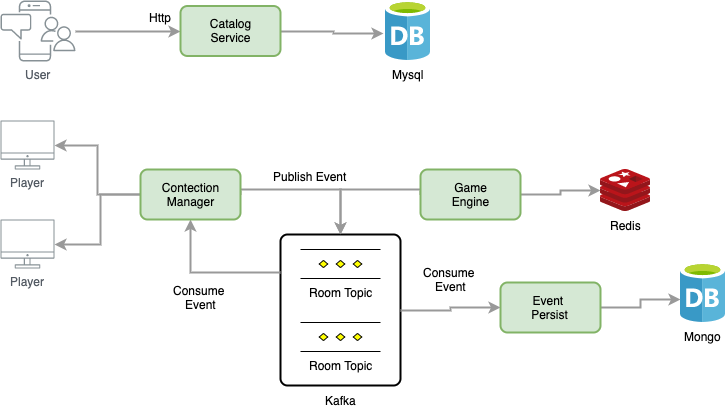 Http
Catalog
Service
DB
User
Mysql
Player
Contection
Manager
Publish Event
Game
Engine
Redis
Player
Consume
Event
Room Topic
Consume
Event
Event
Persist
DB
Mongo
Room Topic
Kafka